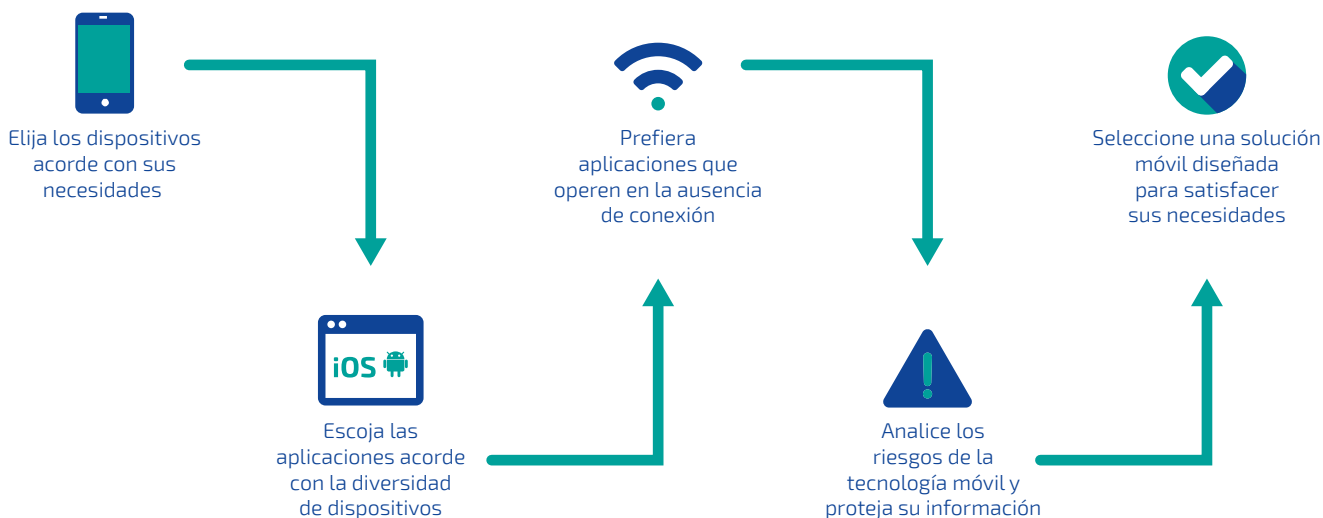 Elija los dispositivos
acorde con sus
necesidades
iOS
Escoja las
aplicaciones acorde
con la diversidad
de dispositivos
Prefiera
aplicaciones que
operen en la ausencia
de conexión
Analice los
riesgos de la
tecnología móvil y
proteja su información
Seleccione una solución
móvil diseñada
para satisfacer
sus necesidades